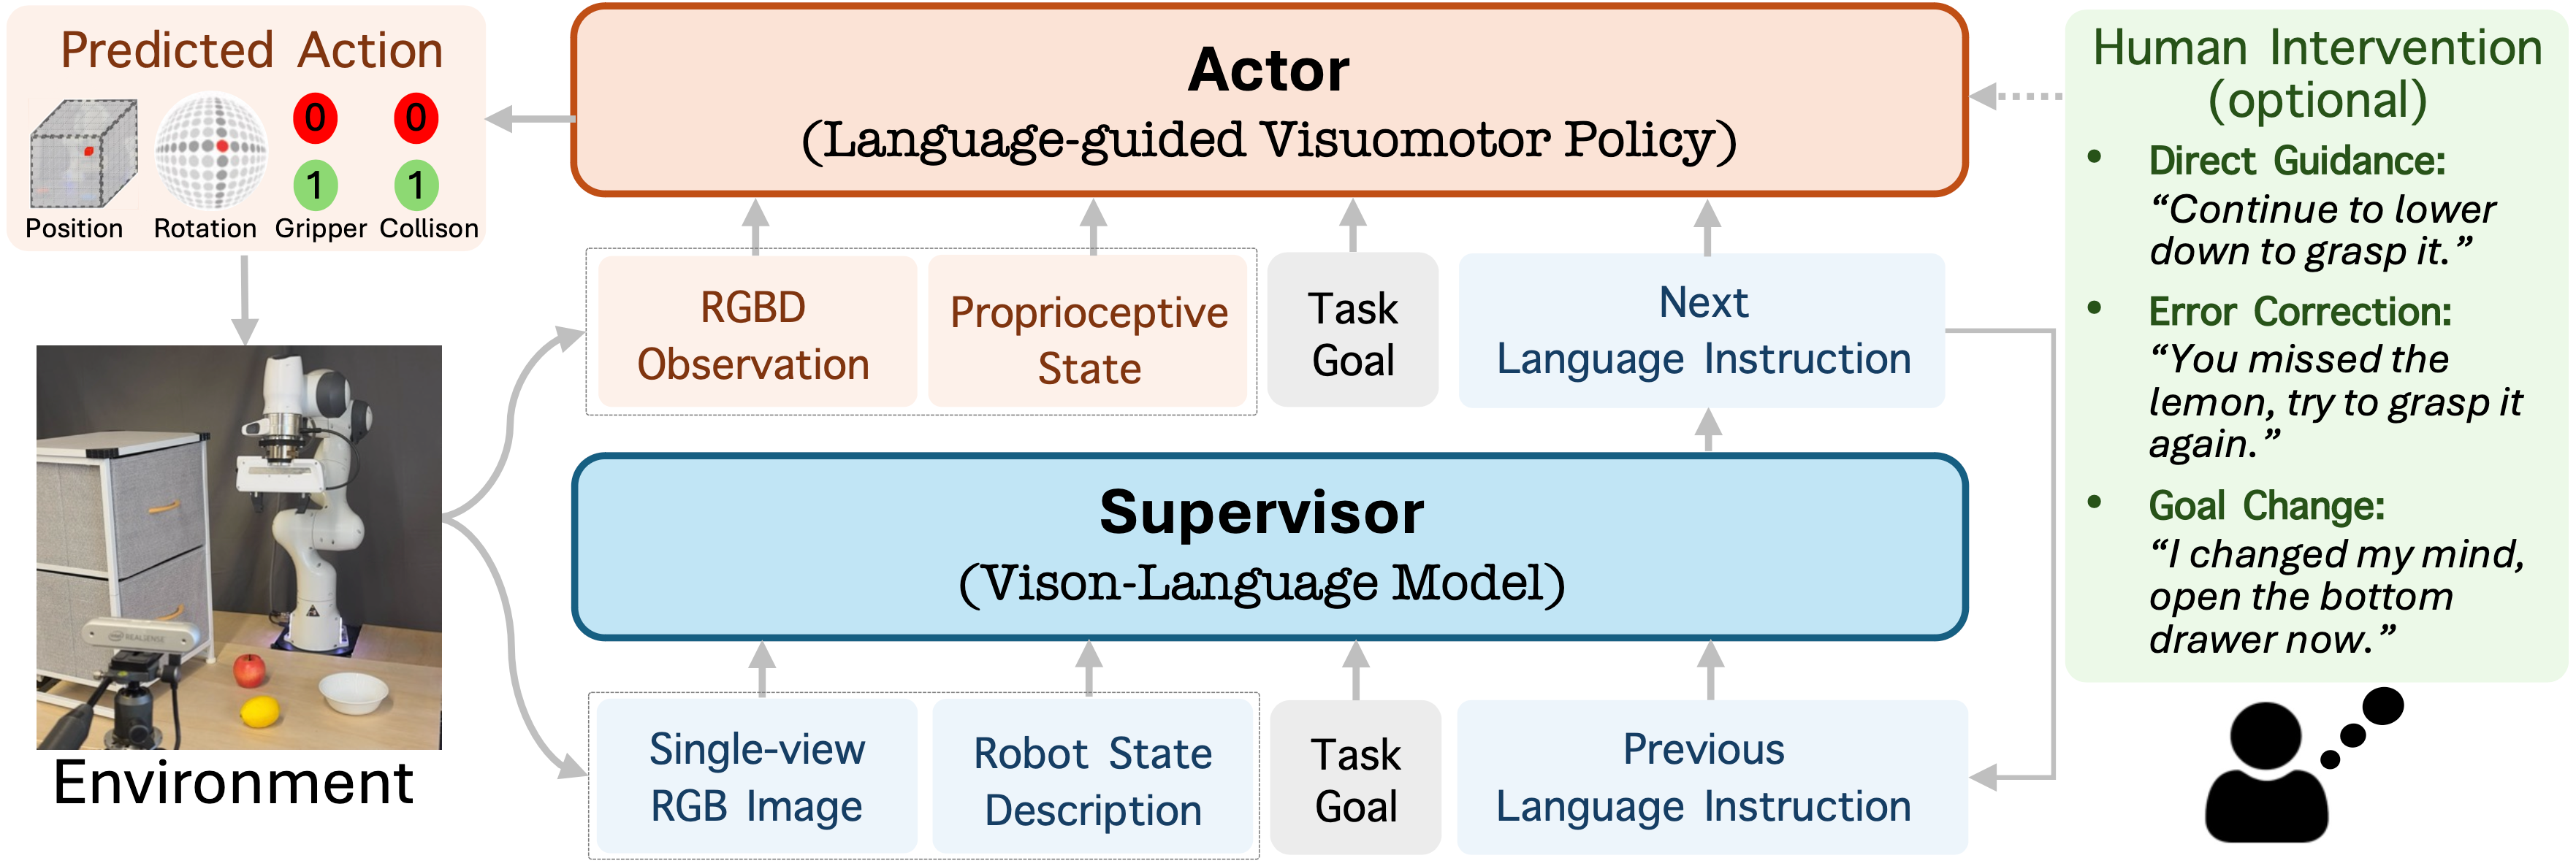 Predicted Action
0 0
1 1
Position Rotation Gripper Collison
Environment
Actor
(Language-guided Visuomotor Policy)
RGBD
Observation
Proprioceptive
State
Task
Goal
Next
Language Instruction
Supervisor
(Vison-Language Model)
Single-view
RGB Image
Robot State
Description
Task
Goal
Previous
Language Instruction
Human Intervention
(optional)
• Direct Guidance:
“Continue to lower
down to grasp it.”
• Error Correction:
“You missed the
lemon, try to grasp it
again.”
• Goal Change:
“I changed my mind,
open the bottom
drawer now.”
REALSENSE